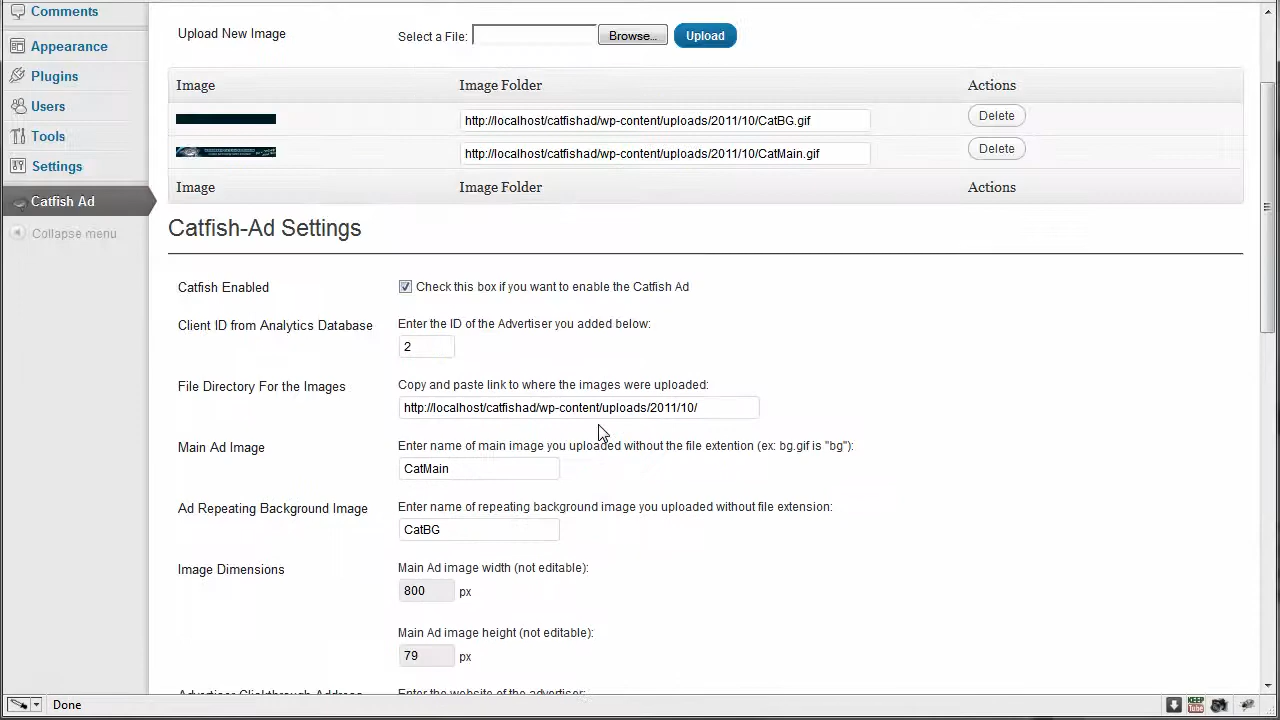 Comments
Appearance
Plugins
Users
Tools
Settings
Catfish Ad
Collapse menu
Upload New Image Select a File: Browse... Upload
Image Image Folder Actions
http://localhost/catfishad/wp-content/uploads/2011/10/CatBG.gif Delete
http://localhost/catfishad/wp-content/uploads/2011/10/CatMain.gif Delete
Image Image Folder Actions
Catfish-Ad Settings
Catfish Enabled Check this box if you want to enable the Catfish Ad
Client ID from Analytics Database Enter the ID of the Advertiser you added below:
2
File Directory For the Images Copy and paste link to where the images were uploaded:
http://localhost/catfishad/wp-content/uploads/2011/10/
Main Ad Image Enter name of main image you uploaded without the file extention (ex: bg.gif is "bg"):
CatMain
Ad Repeating Background Image Enter name of repeating background image you uploaded without file extension:
CatBG
Image Dimensions Main Ad image width (not editable):
800 px
Main Ad image height (not editable):
79 px
Advertiser Clickthrough Address Enter the website of the advertiser:
Done
KEEP Tube